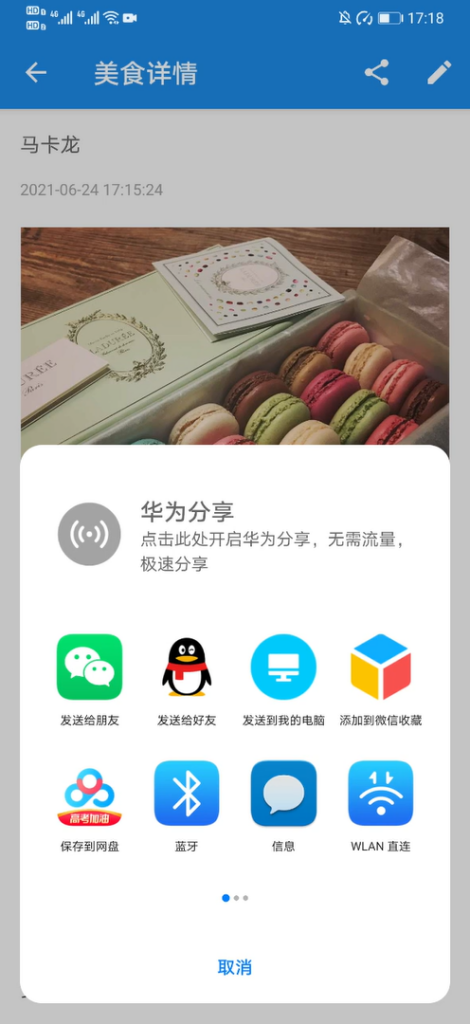 HD 1 4G 4G 17:18
HD 2
美食详情
马卡龙
2021-06-24 17:15:24
LADURÉE
华为分享
点击此处开启华为分享，无需流量，
极速分享
发送给朋友 发送给好友 发送到我的电脑 添加到微信收藏
高考加油
保存到网盘 蓝牙 信息 WLAN 直连
取消